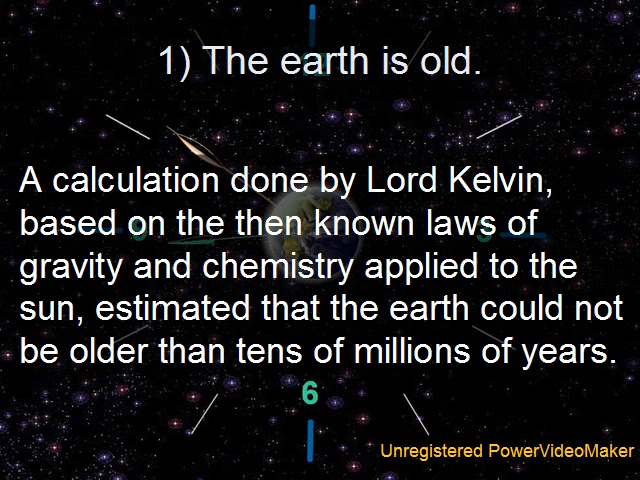 1) The earth is old.
A calculation done by Lord Kelvin,
based on the then known laws of
gravity and chemistry applied to the
sun, estimated that the earth could not
be older than tens of millions of years.
6
Unregistered PowerVideoMaker